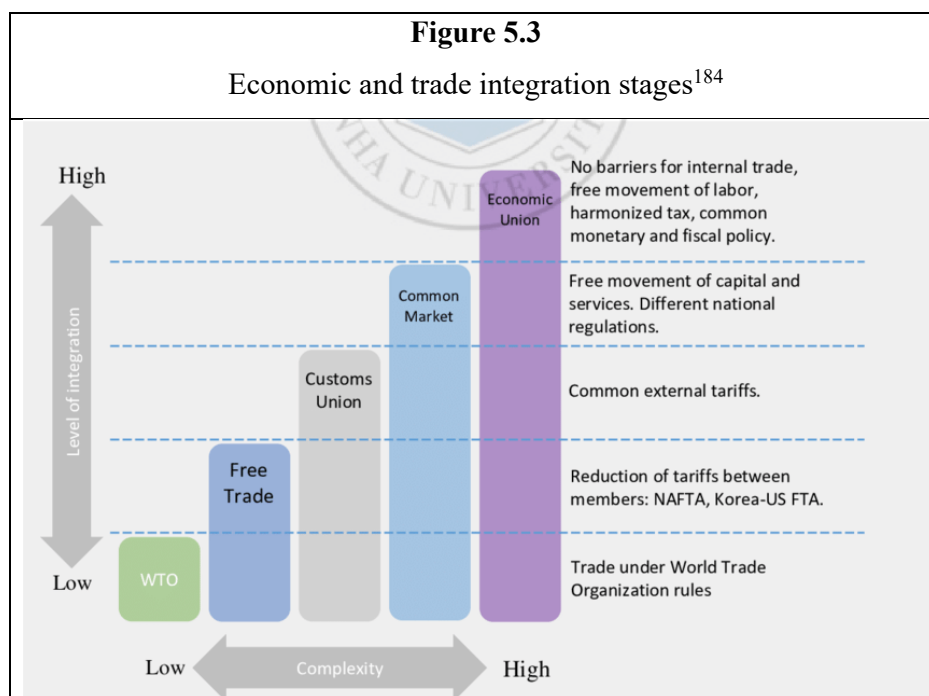 Figure 5.3
Economic and trade integration stages184
NHA UNIVERSIT
High
Level of integration
Low
WTO
Free
Trade
Customs
Union
Common
Market
Economic
Union
No barriers for internal trade,
free movement of labor,
harmonized tax, common
monetary and fiscal policy.
Free movement of capital and
services. Different national
regulations.
Common external tariffs.
Reduction of tariffs between
members: NAFTA, Korea-US FTA.
Trade under World Trade
Organization rules
Low
Complexity
High